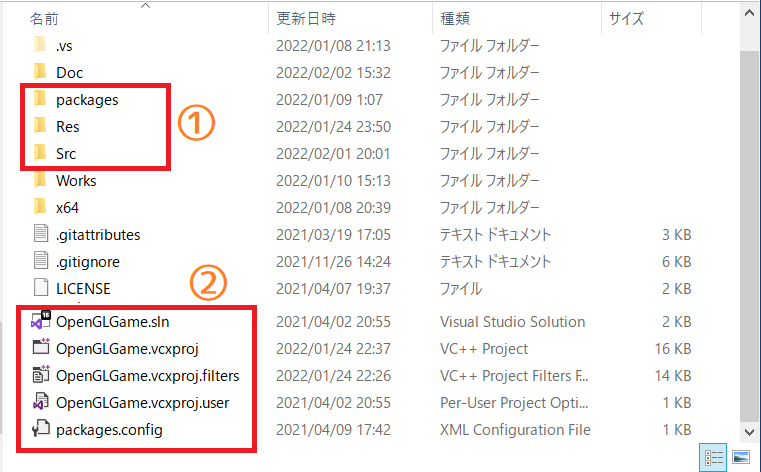 名前 更新日時 種類 サイズ
.vs 2022/01/08 21:13 ファイル フォルダー
Doc 2022/02/02 15:32 ファイル フォルダー
packages 2022/01/09 1:07 ファイル フォルダー
①
Res 2022/01/24 23:50 ファイル フォルダー
Src 2022/02/01 20:01 ファイル フォルダー
Works 2022/01/10 15:13 ファイル フォルダー
x64 2022/01/08 20:39 ファイル フォルダー
.gitattributes 2021/03/19 17:05 テキスト ドキュメント 3 KB
.gitignore 2021/11/26 14:24 テキスト ドキュメント 6 KB
②
LICENSE 2021/04/07 19:37 ファイル 2 KB
OpenGLGame.sln 2021/04/02 20:55 Visual Studio Solution 2 KB
OpenGLGame.vcxproj 2022/01/24 22:37 VC++ Project 16 KB
OpenGLGame.vcxproj.filters 2022/01/24 22:26 VC++ Project Filters F... 14 KB
OpenGLGame.vcxproj.user 2021/04/02 20:55 Per-User Project Opti... 1 KB
packages.config 2021/04/09 17:42 XML Configuration File 1 KB